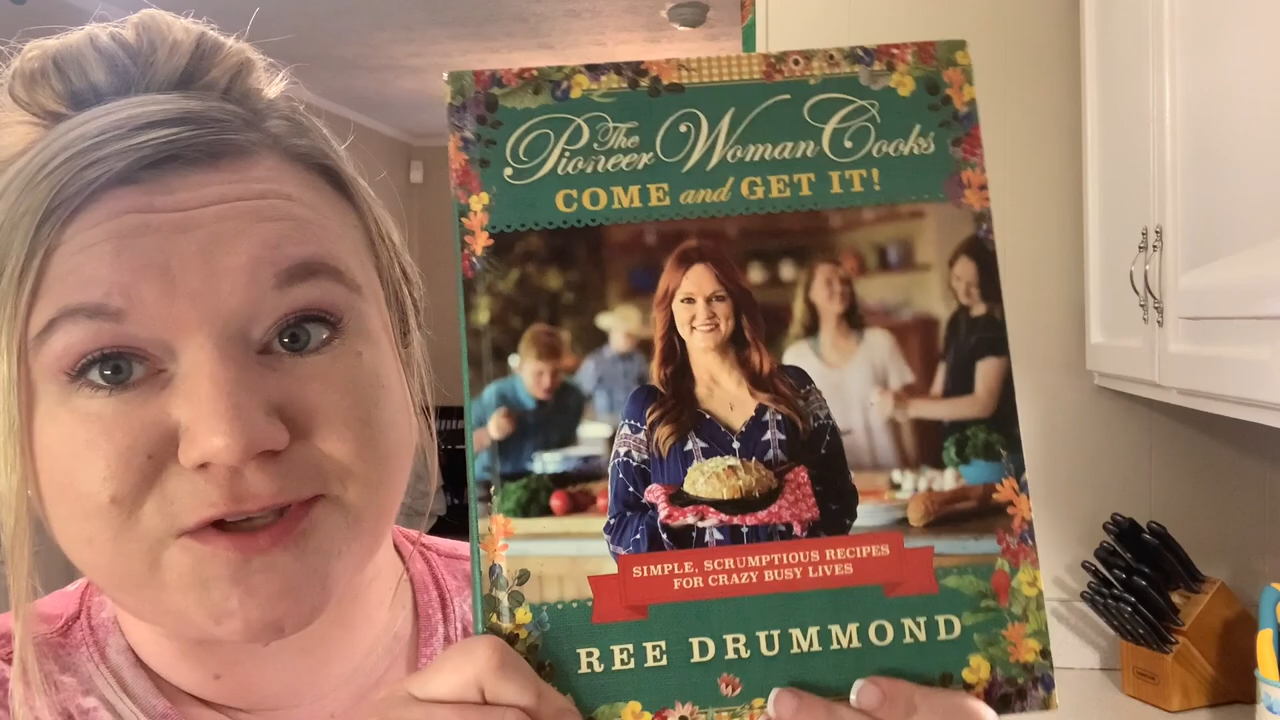 The
Pioneer Woman Cooks
COME and GET IT!
SIMPLE, SCRUMPTIOUS RECIPES
FOR CRAZY BUSY LIVES
REE DRUMMOND